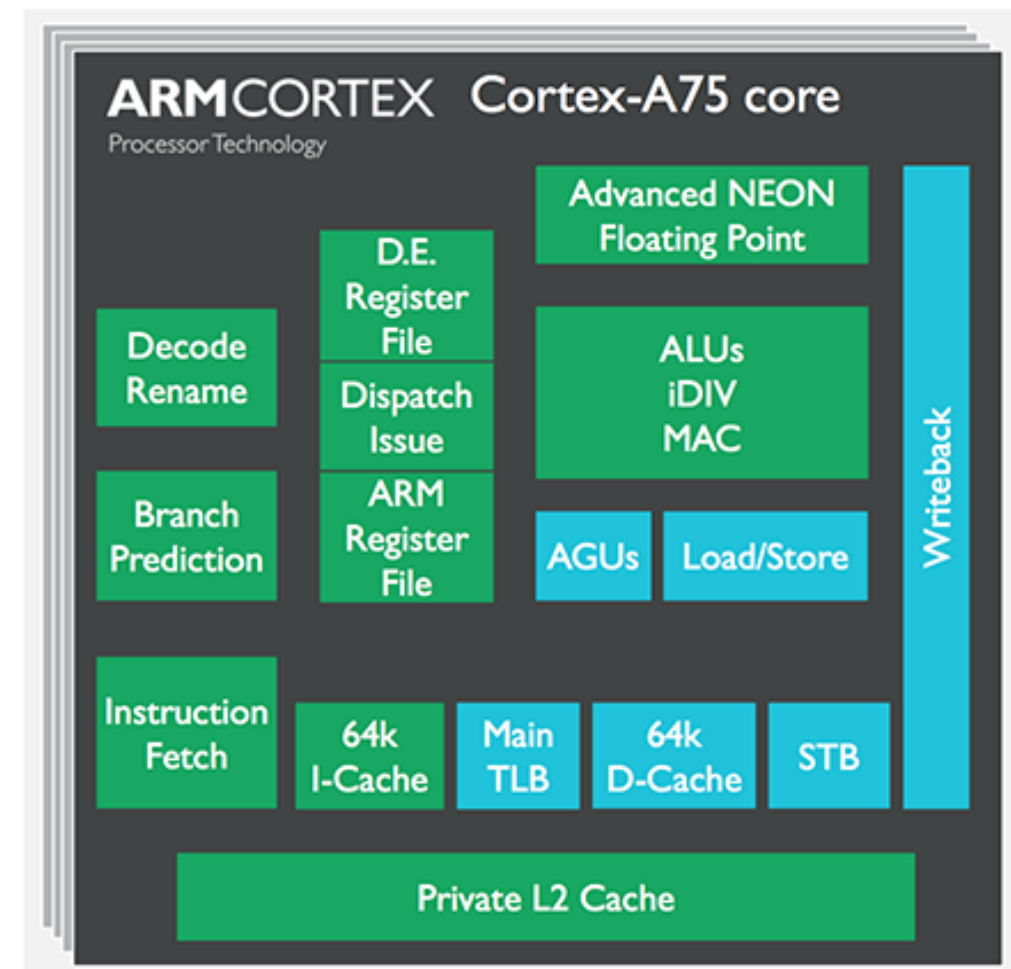 ARMCORTEX Cortex-A75 core
Processor Technology
Advanced NEON
Floating Point
D.E.
Register
File
Decode
Rename
ALUs
iDIV
MAC
Dispatch
Issue
Branch
Prediction
ARM
Register
File
AGUs
Load/Store
Writeback
Instruction
Fetch
64k
I-Cache
Main
TLB
64k
D-Cache
STB
Private L2 Cache